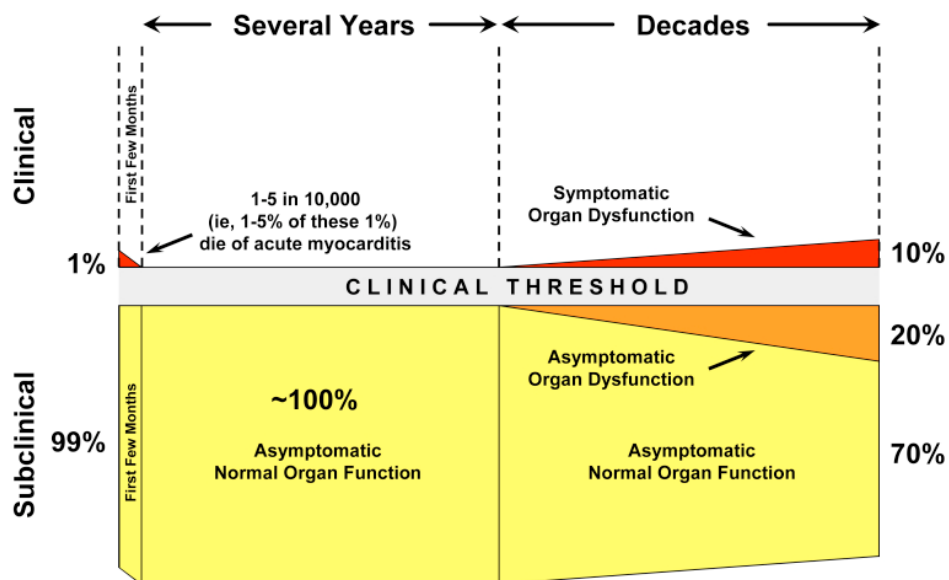 Several Years
Decades
Clinical
First Few Months
1-5 in 10,000
(ie, 1-5% of these 1%)
die of acute myocarditis
Symptomatic
Organ Dysfunction
1%
10%
CLINICAL THRESHOLD
20%
Asymptomatic
Organ Dysfunction
Subclinical
99%
First Few Months
~100%
Asymptomatic
Normal Organ Function
Asymptomatic
Normal Organ Function
70%